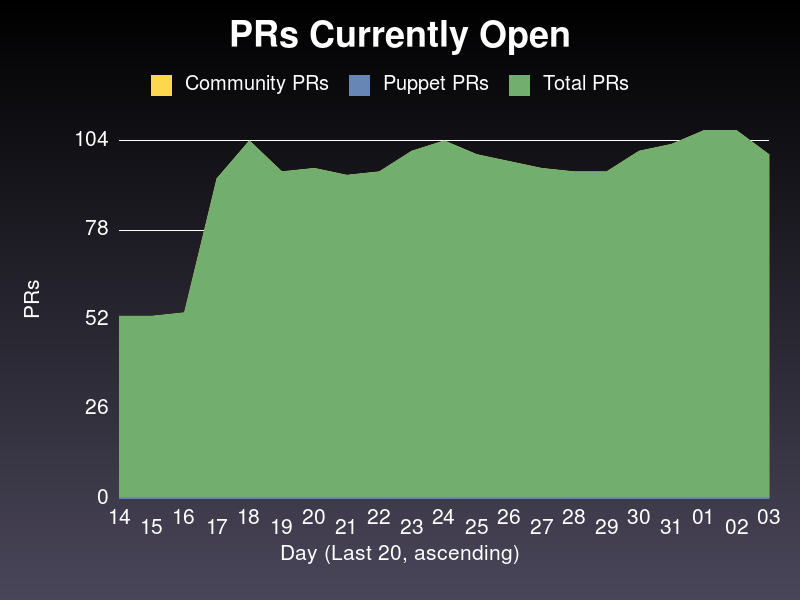 PRs Currently Open
Community PRs Puppet PRs Total PRs
104
78
52
26
0
PRs
14 15 16 17 18 19 20 21 22 23 24 25 26 27 28 29 30 31 01 02 03
Day (Last 20, ascending)